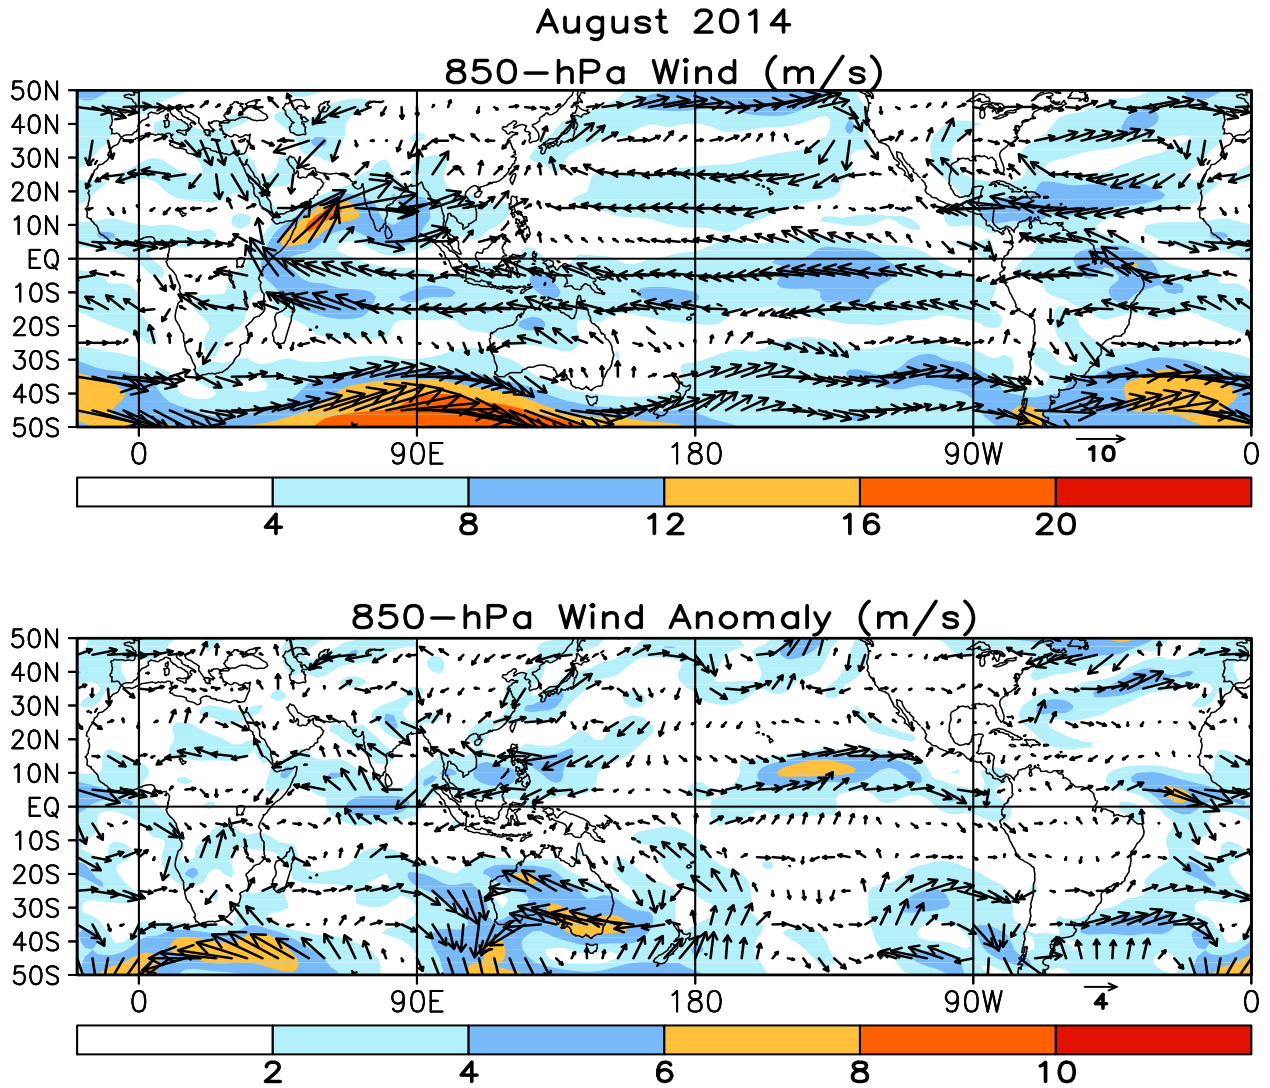 August 2014
850-hPa Wind (m/s)
50N
40N
30N
20N
10N
EQ
10S
20S
30S
40S
50S
0 90E 180 90W 0
10
4 8 12 16 20
850-hPa Wind Anomaly (m/s)
50N
40N
30N
20N
10N
EQ
10S
20S
30S
40S
50S
0 90E 180 90W 0
4
2 4 6 8 10